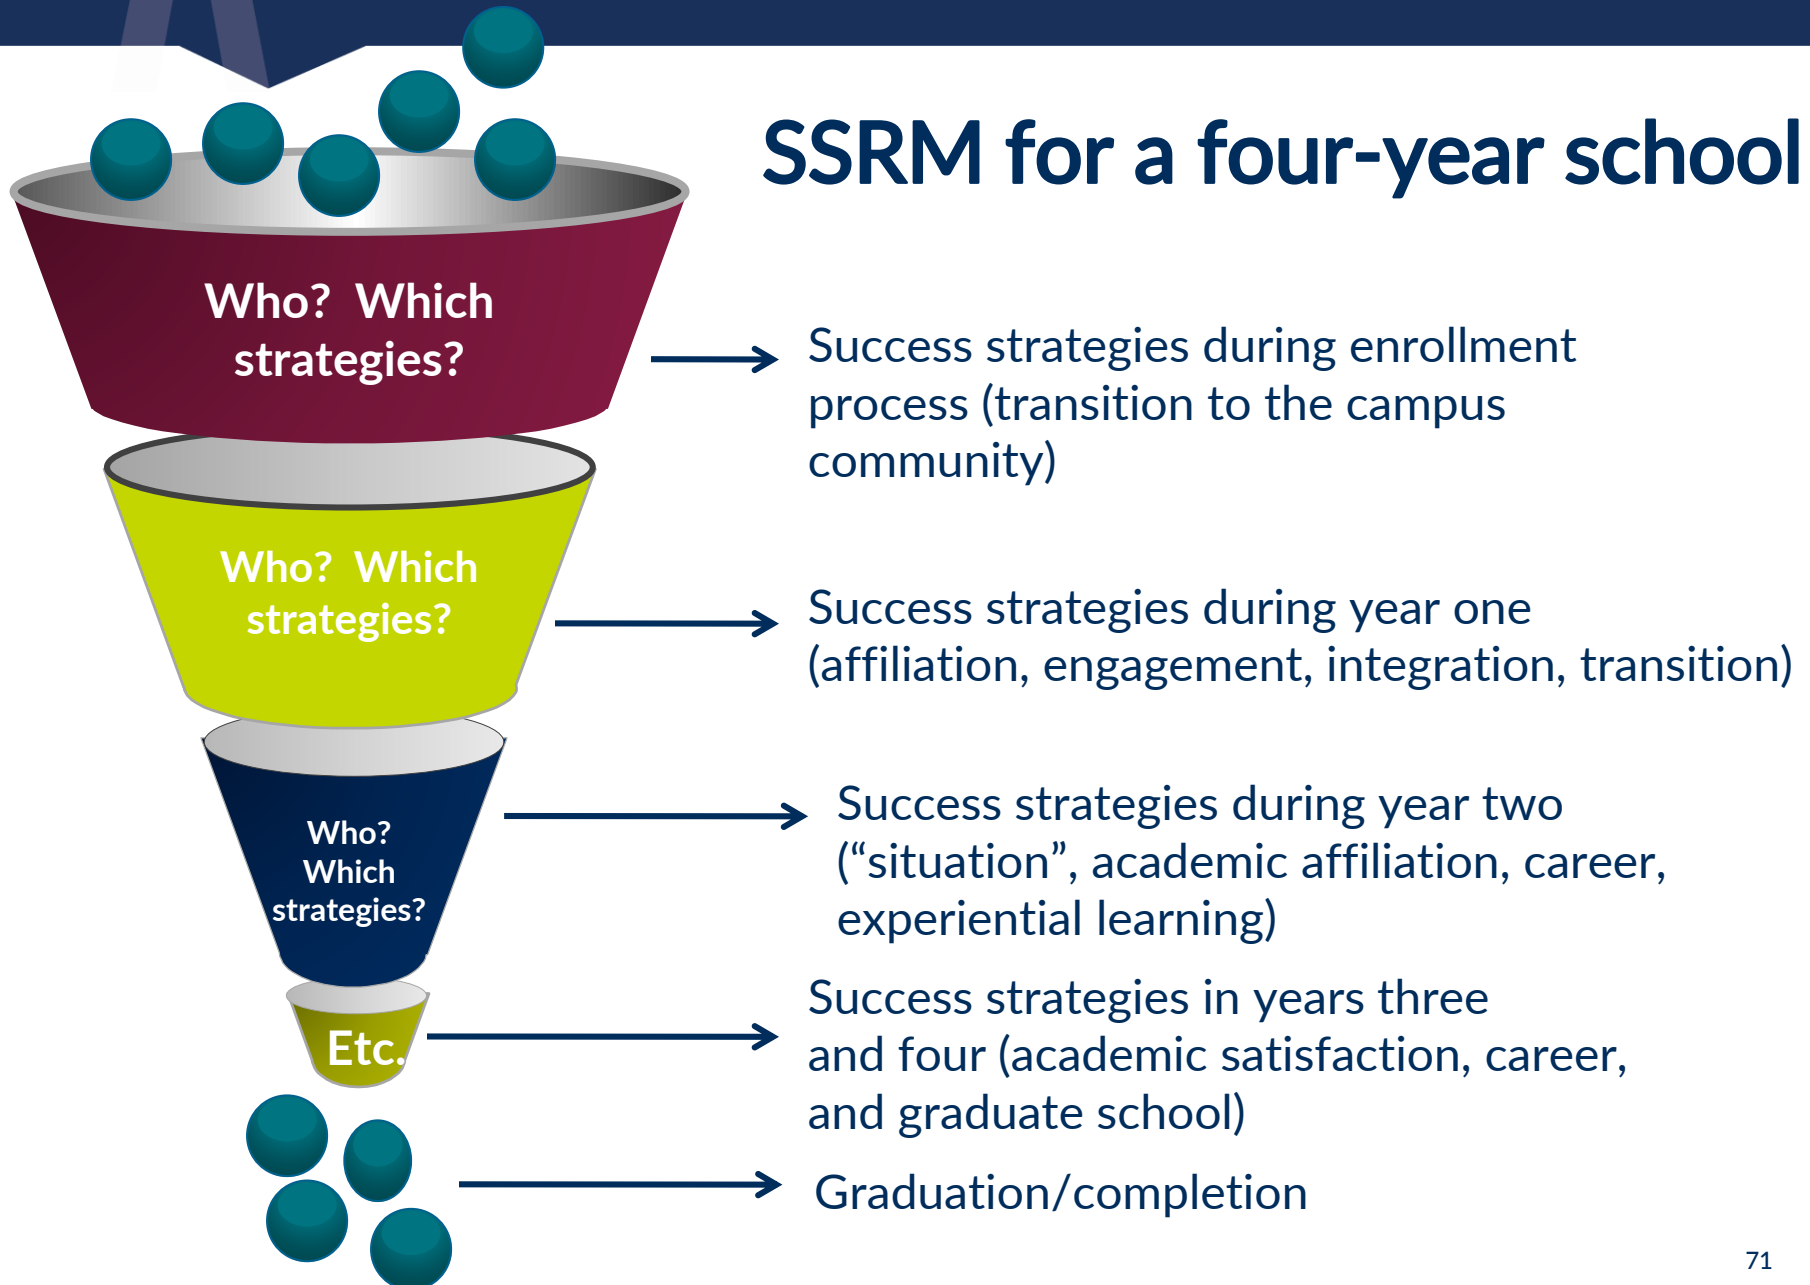 SSRM for a four-year school
Who?  Which
strategies?
Success strategies during enrollment
process (transition to the campus
community)
Who?  Which
strategies?
Success strategies during year one
(affiliation, engagement, integration, transition)
Who?
Which
strategies?
Success strategies during year two
(“situation”, academic affiliation, career,
experiential learning)
Etc.
Success strategies in years three
and four (academic satisfaction, career,
and graduate school)
Graduation/completion
71